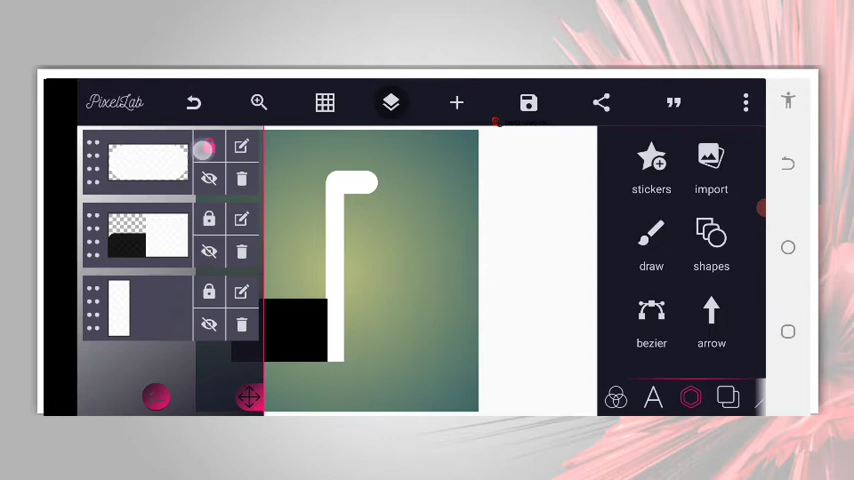 PixelLab
stickers
import
draw
shapes
bezier
arrow